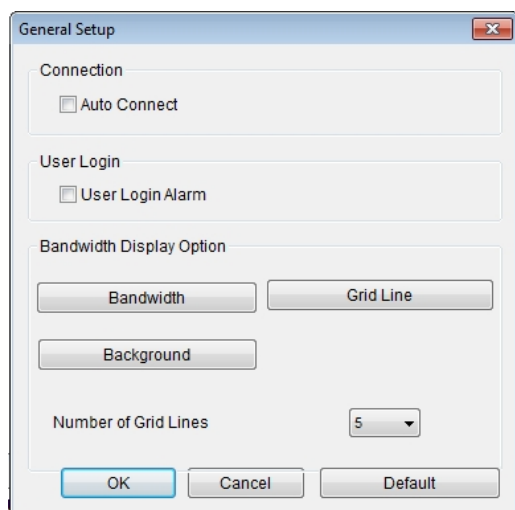 General Setup
Connection
Auto Connect
User Login
User Login Alarm
Bandwidth Display Option
Bandwidth Grid Line
Background
Number of Grid Lines 5
OK Cancel Default